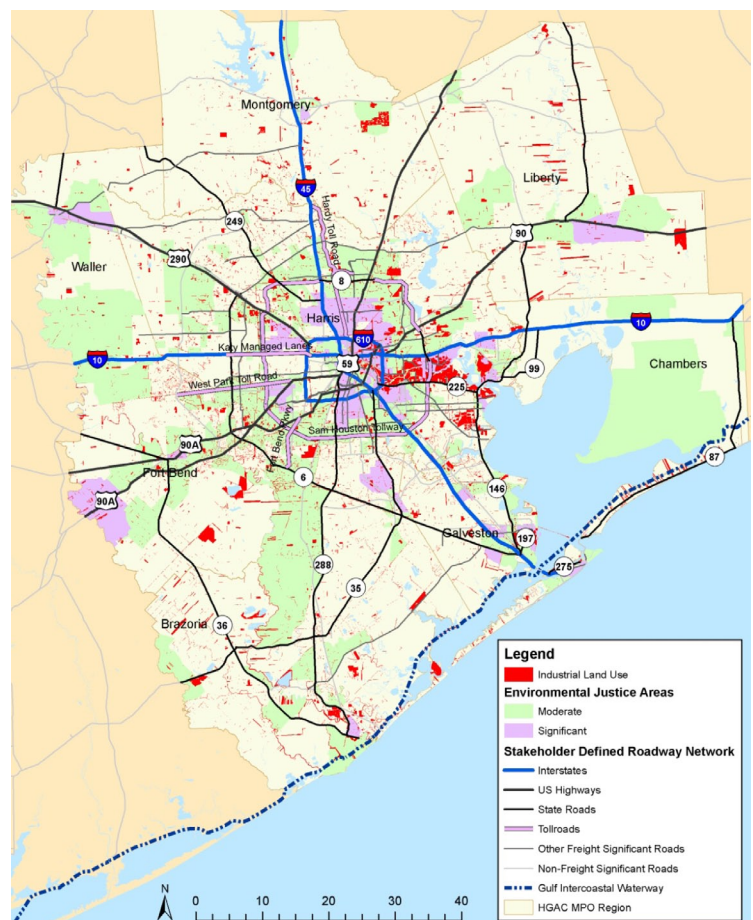 Montgomery
45
Liberty
Hardy Toll Road
249
90
290
Waller
8
Harris
610
10
Katy Managed Lanes
10
59
99
Chambers
West Park Toll Road
225
Fort Bend Pkwy
Sam Houston Tollway
90A
87
Fort Bend
6
146
90A
Galveston
197
288
275
35
36
Brazoria
Legend
Industrial Land Use
Environmental Justice Areas
Moderate
Significant
Stakeholder Defined Roadway Network
Interstates
US Highways
State Roads
Tollroads
Other Freight Significant Roads
Non-Freight Significant Roads
Gulf Intercoastal Waterway
HGAC MPO Region
N
0 10 20 30 40